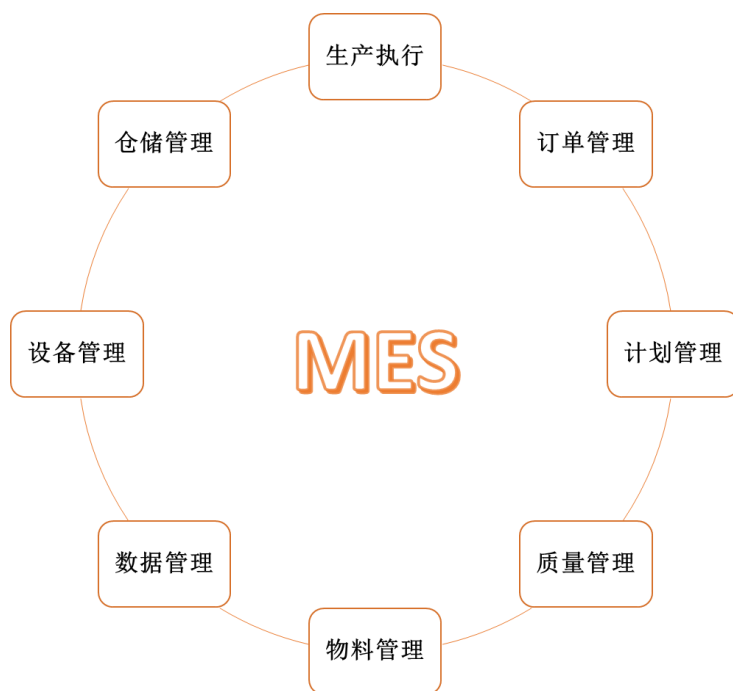 生产执行
仓储管理
订单管理
设备管理
MES
计划管理
数据管理
质量管理
物料管理